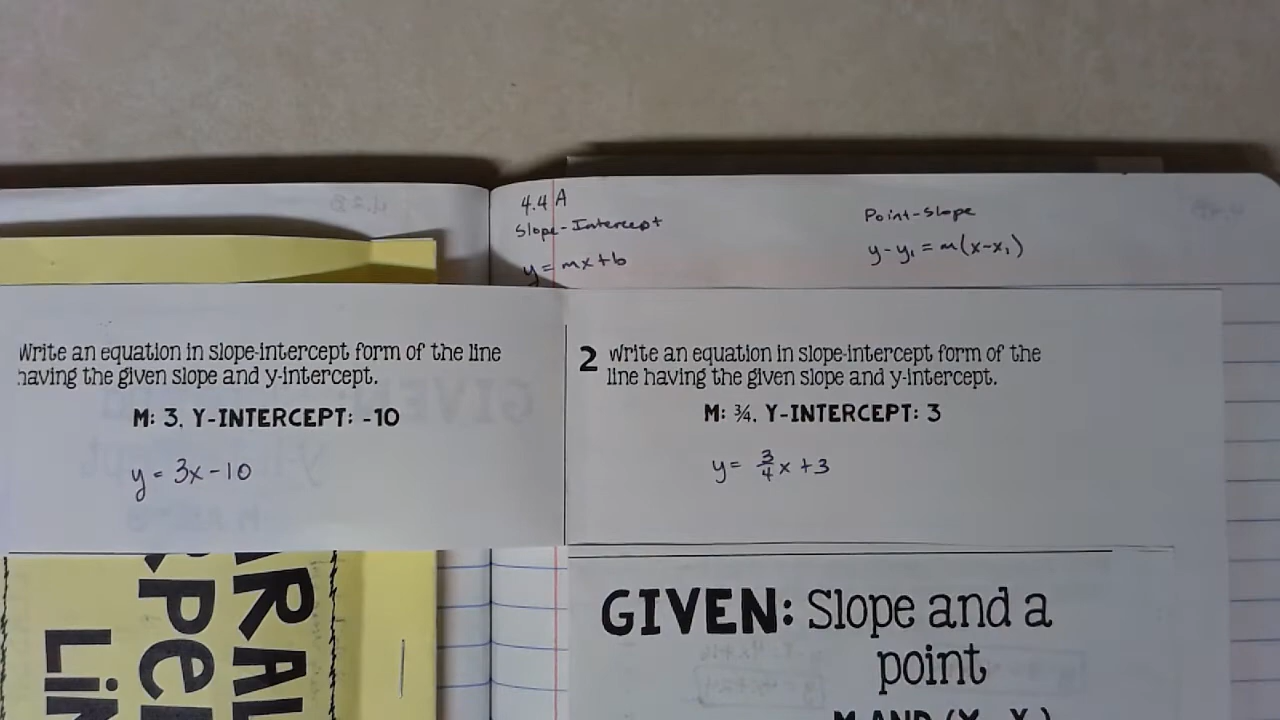 4.4 A
Slope-Intercept
y = mx + b
Point-Slope
y - y₁ = m(x - x₁)
Write an equation in slope-intercept form of the line
having the given slope and y-intercept.
M: 3, Y-INTERCEPT: -10
y = 3x - 10
2 Write an equation in slope-intercept form of the
line having the given slope and y-intercept.
M: ¾, Y-INTERCEPT: 3
y = 3/4 x + 3
GIVEN: Slope and a
point